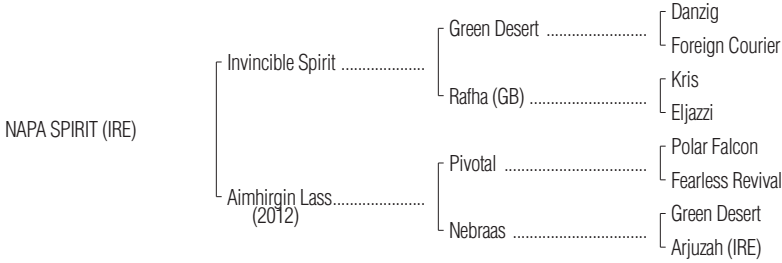 Danzig
Green Desert ........................
Foreign Courier
Invincible Spirit ....................
Kris
Rafha (GB) ............................
Eljazzi
NAPA SPIRIT (IRE)
Polar Falcon
Pivotal ..................................
Fearless Revival
Aimhirgin Lass......................
(2012)
Green Desert
Nebraas ................................
Arjuzah (IRE)